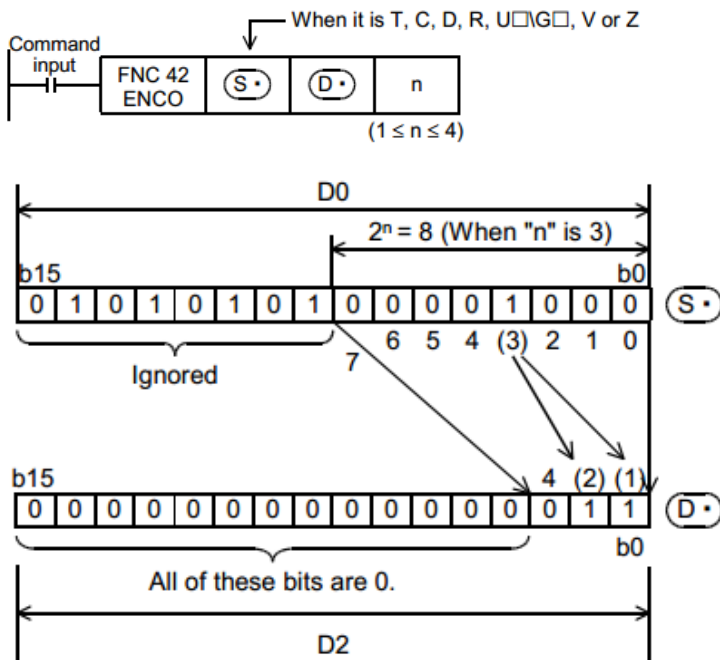 When it is T, C, D, R, U□\G□, V or Z
Command
input
FNC 42
ENCO
S・
D・
n
(1 ≤ n ≤ 4)
D0
2ⁿ = 8 (When "n" is 3)
b15
b0
0 1 0 1 0 1 0 1 0 0 0 0 1 0 0 0
S・
7 6 5 4 (3) 2 1 0
Ignored
4 (2) (1)
b15
0 0 0 0 0 0 0 0 0 0 0 0 0 0 1 1
D・
b0
All of these bits are 0.
D2